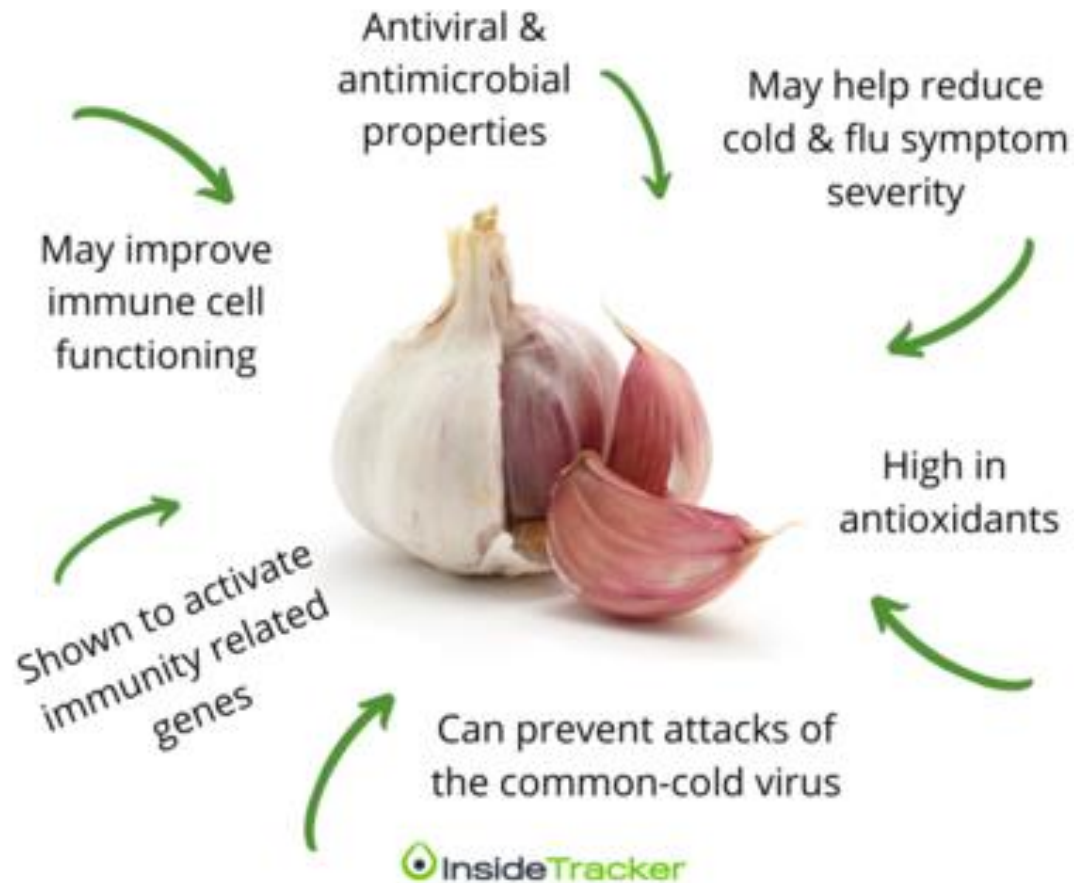 Antiviral &
antimicrobial
properties
May help reduce
cold & flu symptom
severity
May improve
immune cell
functioning
High in
antioxidants
Shown to activate
immunity related
genes
Can prevent attacks of
the common-cold virus
InsideTracker